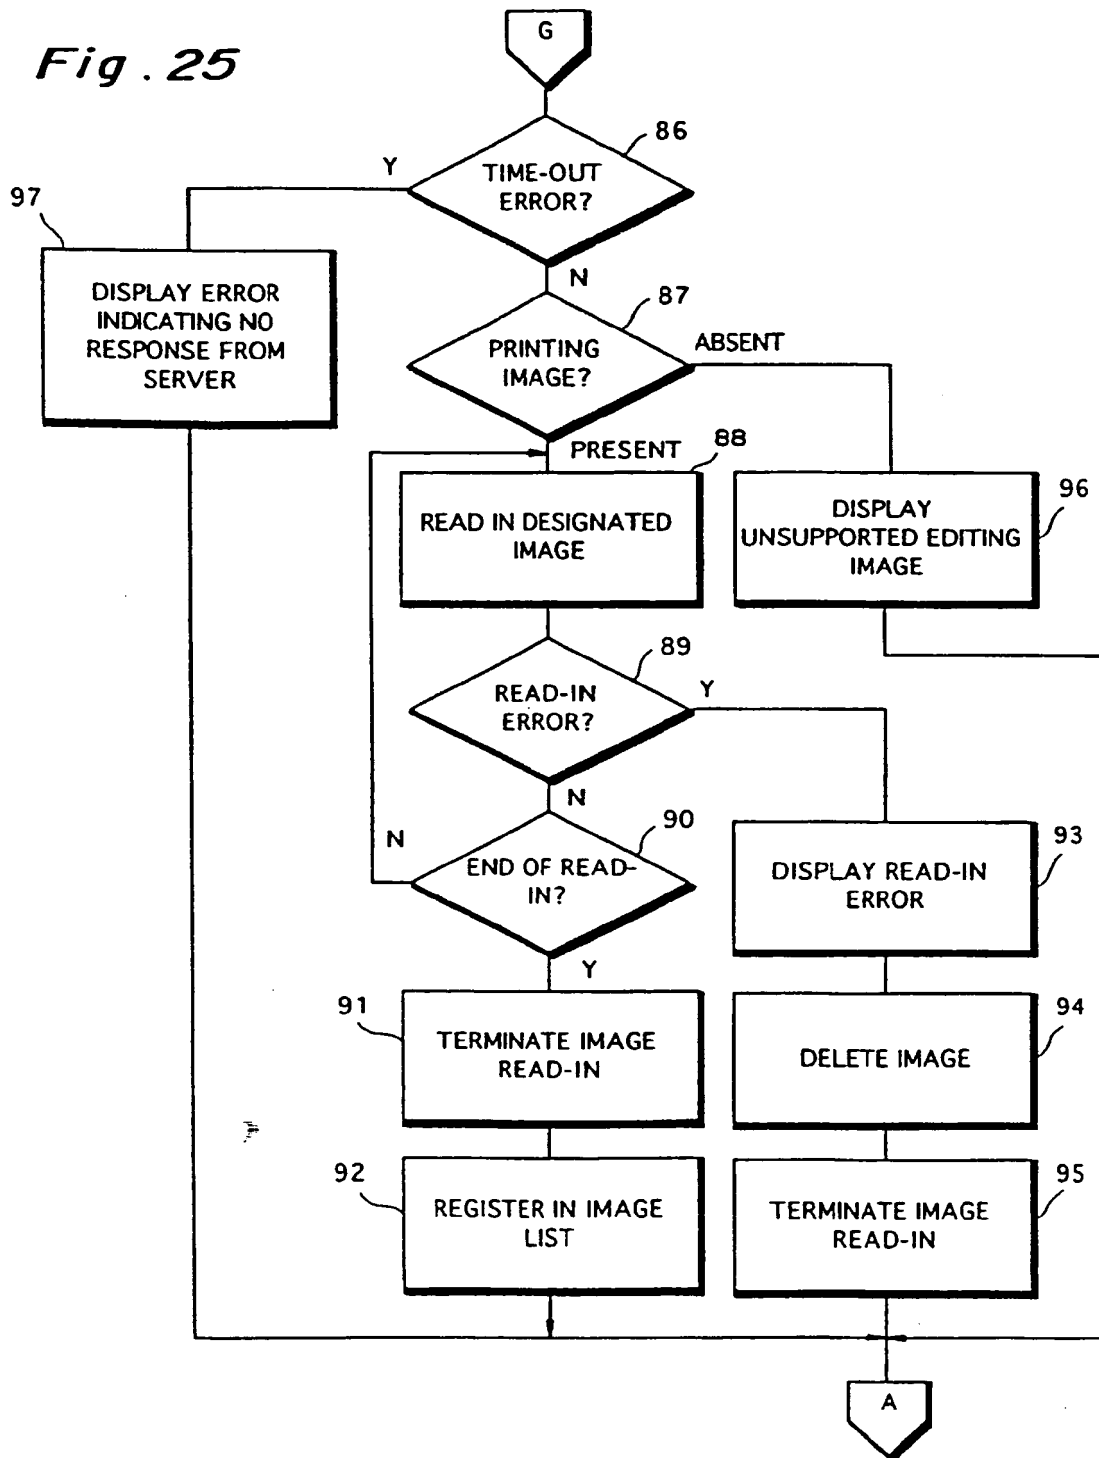 Fig. 25
G
86
TIME-OUT
ERROR?
Y
N
97
DISPLAY ERROR
INDICATING NO
RESPONSE FROM
SERVER
87
PRINTING
IMAGE?
ABSENT
PRESENT
88
READ IN DESIGNATED
IMAGE
96
DISPLAY
UNSUPPORTED EDITING
IMAGE
89
READ-IN
ERROR?
Y
N
90
END OF READ-
IN?
N
Y
93
DISPLAY READ-IN
ERROR
91
TERMINATE IMAGE
READ-IN
94
DELETE IMAGE
92
REGISTER IN IMAGE
LIST
95
TERMINATE IMAGE
READ-IN
A